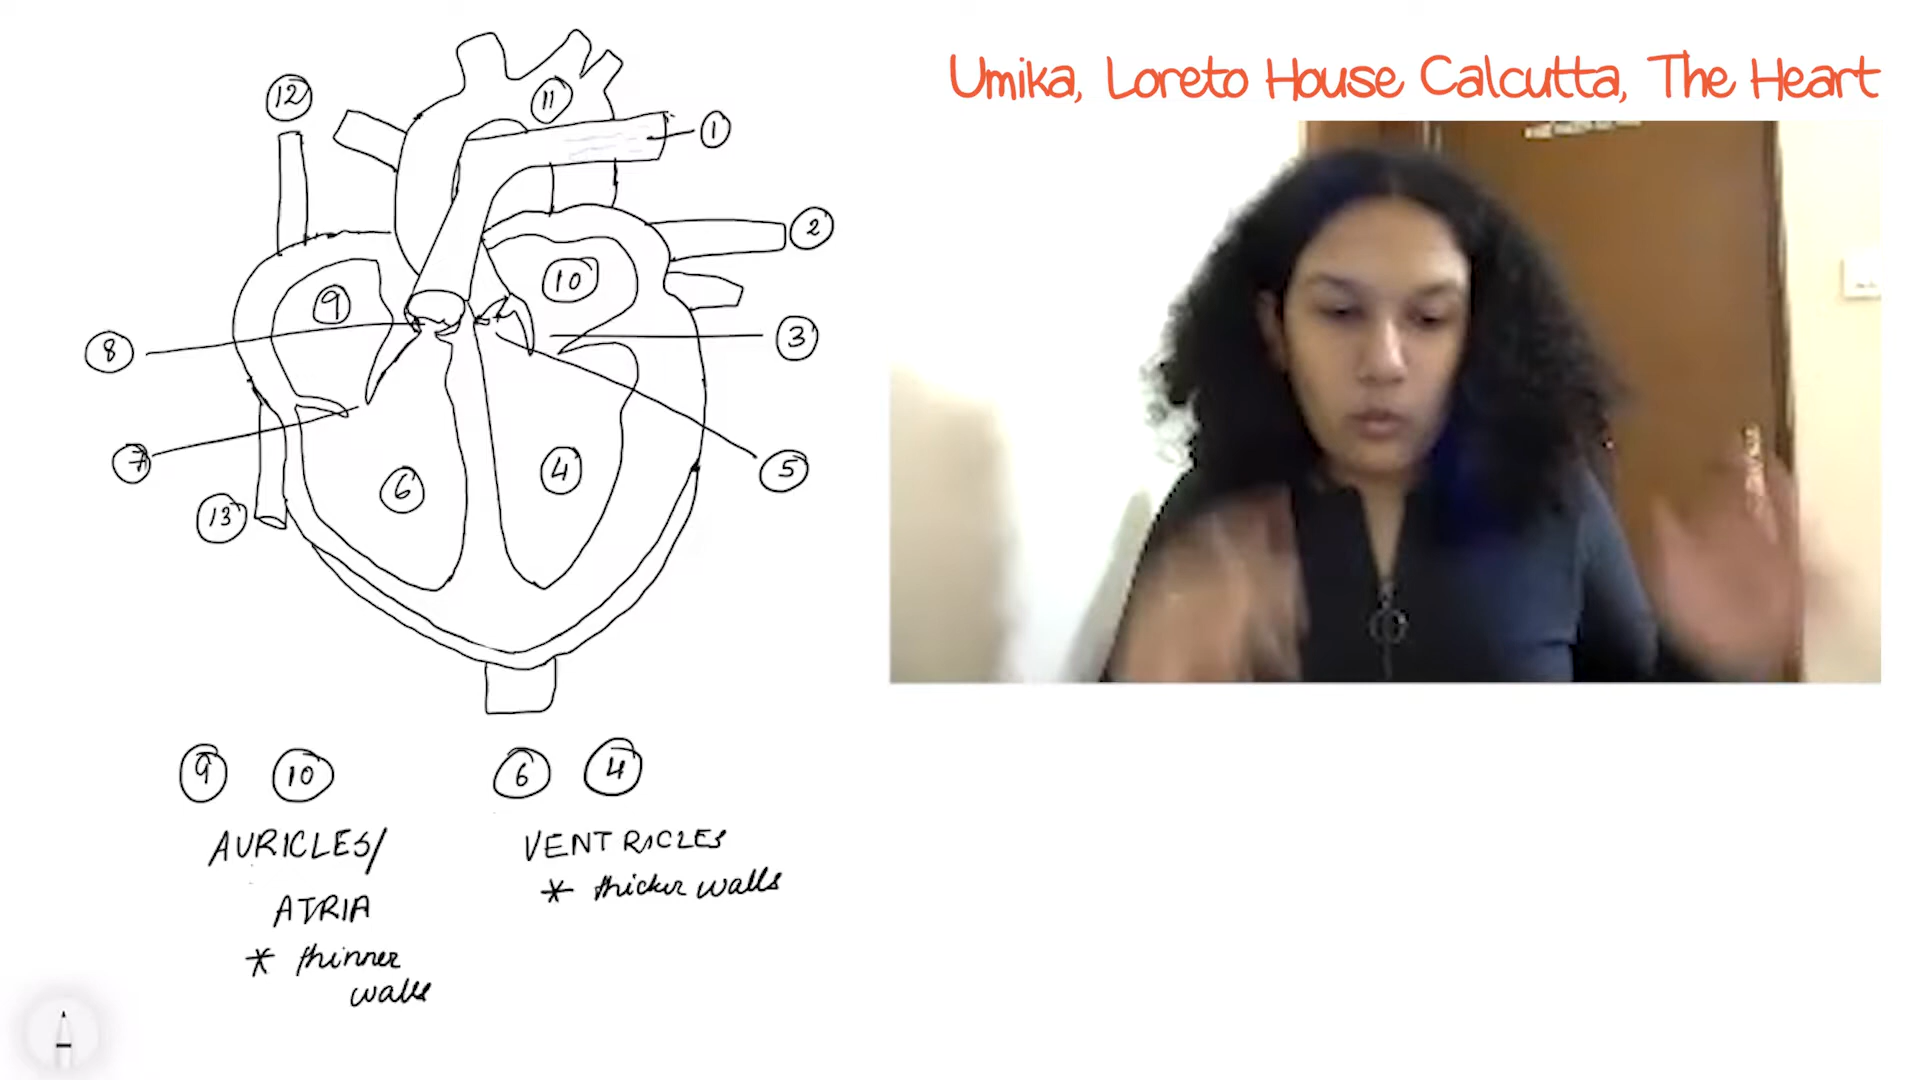 Umika, Loreto House Calcutta, The Heart
12
11
1
2
10
9
8
3
7
6
4
5
13
9 10 6 4
AURICLES/
ATRIA
* thinner
walls
VENTRICLES
* thicker walls